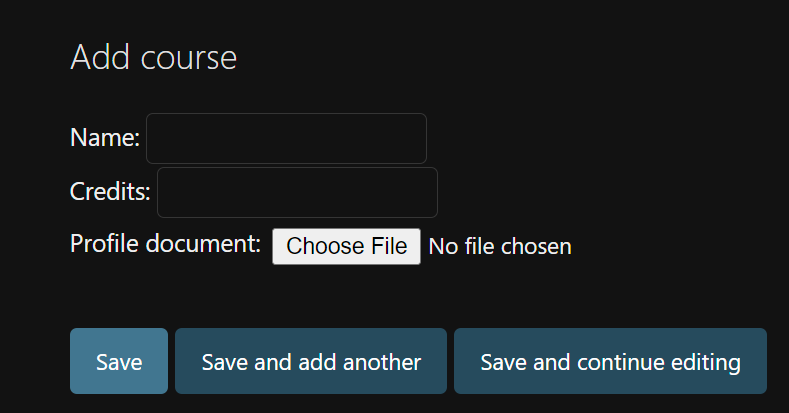 Add course
Name:
Credits:
Profile document: Choose File No file chosen
Save Save and add another Save and continue editing